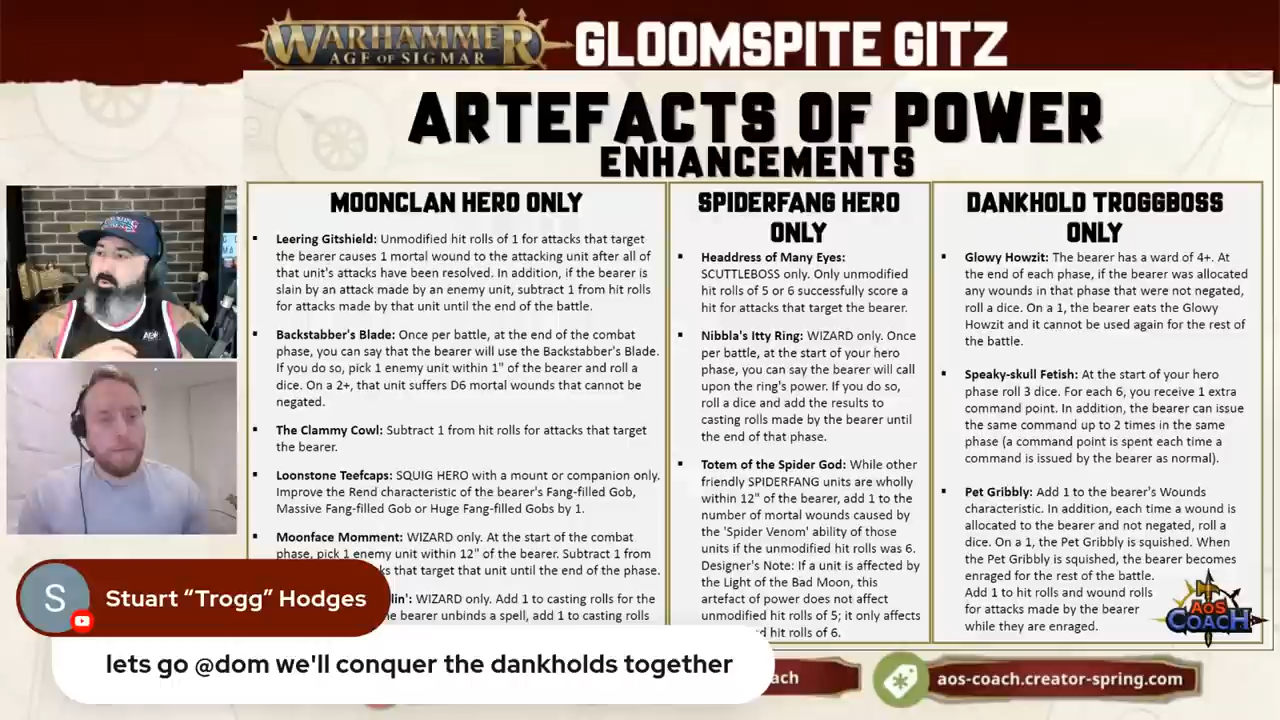 WARHAMMER
AGE OF SIGMAR
GLOOMSPITE GITZ
ARTEFACTS OF POWER
ENHANCEMENTS
MOONCLAN HERO ONLY
▪ Leering Gitshield: Unmodified hit rolls of 1 for attacks that target
the bearer causes 1 mortal wound to the attacking unit after all of
that unit's attacks have been resolved. In addition, if the bearer is
slain by an attack made by an enemy unit, subtract 1 from hit rolls
for attacks made by that unit until the end of the battle.
▪ Backstabber's Blade: Once per battle, at the end of the combat
phase, you can say that the bearer will use the Backstabber's Blade.
If you do so, pick 1 enemy unit within 1" of the bearer and roll a
dice. On a 2+, that unit suffers D6 mortal wounds that cannot be
negated.
▪ The Clammy Cowl: Subtract 1 from hit rolls for attacks that target
the bearer.
▪ Loonstone Teefcaps: SQUIG HERO with a mount or companion only.
Improve the Rend characteristic of the bearer's Fang-filled Gob,
Massive Fang-filled Gob or Huge Fang-filled Gobs by 1.
▪ Moonface Momment: WIZARD only. At the start of the combat
phase, pick 1 enemy unit within 12" of the bearer. Subtract 1 from
that target that unit until the end of the phase.
WIZARD only. Add 1 to casting rolls for the
bearer unbinds a spell, add 1 to casting rolls
SPIDERFANG HERO
ONLY
▪ Headdress of Many Eyes:
SCUTTLEBOSS only. Only unmodified
hit rolls of 5 or 6 successfully score a
hit for attacks that target the bearer.
▪ Nibbla's Itty Ring: WIZARD only. Once
per battle, at the start of your hero
phase, you can say the bearer will call
upon the ring's power. If you do so,
roll a dice and add the results to
casting rolls made by the bearer until
the end of that phase.
▪ Totem of the Spider God: While other
friendly SPIDERFANG units are wholly
within 12" of the bearer, add 1 to the
number of mortal wounds caused by
the 'Spider Venom' ability of those
units if the unmodified hit rolls was 6.
Designer's Note: If a unit is affected by
the Light of the Bad Moon, this
artefact of power does not affect
unmodified hit rolls of 5; it only affects
hit rolls of 6.
DANKHOLD TROGGBOSS
ONLY
▪ Glowy Howzit: The bearer has a ward of 4+. At
the end of each phase, if the bearer was allocated
any wounds in that phase that were not negated,
roll a dice. On a 1, the bearer eats the Glowy
Howzit and it cannot be used again for the rest of
the battle.
▪ Speaky-skull Fetish: At the start of your hero
phase roll 3 dice. For each 6, you receive 1 extra
command point. In addition, the bearer can issue
the same command up to 2 times in the same
phase (a command point is spent each time a
command is issued by the bearer as normal).
▪ Pet Gribbly: Add 1 to the bearer's Wounds
characteristic. In addition, each time a wound is
allocated to the bearer and not negated, roll a
dice. On a 1, the Pet Gribbly is squished. When
the Pet Gribbly is squished, the bearer becomes
enraged for the rest of the battle.
Add 1 to hit rolls and wound rolls
for attacks made by the bearer
while they are enraged.
AOS
COACH
S
Stuart “Trogg” Hodges
lets go @dom we'll conquer the dankholds together
aos-coach.creator-spring.com